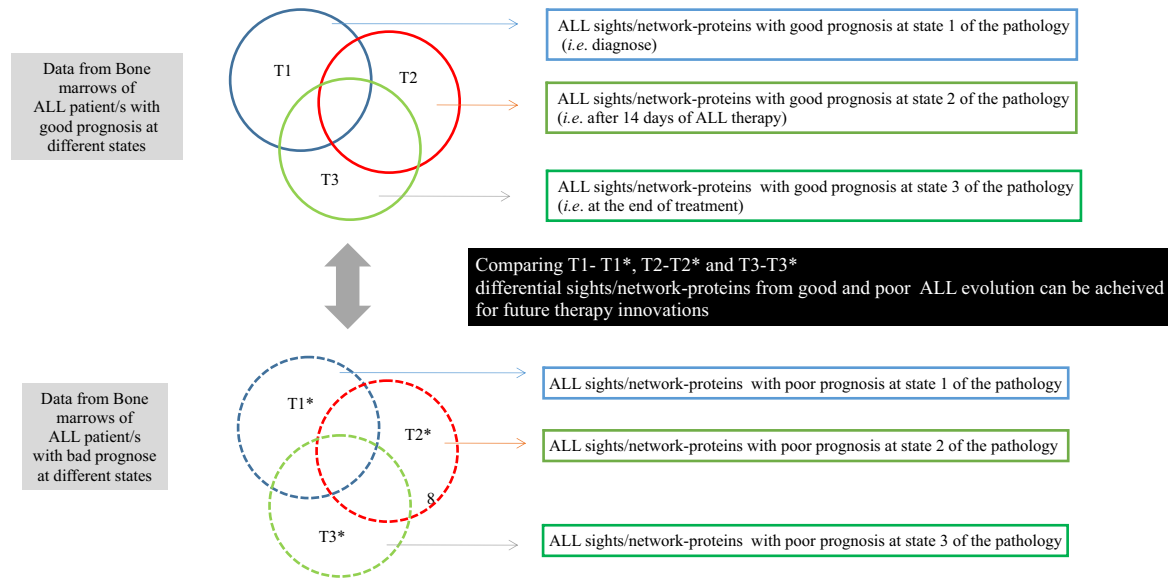 Data from Bone
marrows of
ALL patient/s with
good prognosis at
different states
T1
T2
T3
ALL sights/network-proteins with good prognosis at state 1 of the pathology
(i.e. diagnose)
ALL sights/network-proteins with good prognosis at state 2 of the pathology
(i.e. after 14 days of ALL therapy)
ALL sights/network-proteins with good prognosis at state 3 of the pathology
(i.e. at the end of treatment)
Comparing T1- T1*, T2-T2* and T3-T3*
differential sights/network-proteins from good and poor ALL evolution can be acheived
for future therapy innovations
Data from Bone
marrows of
ALL patient/s
with bad prognose
at different states
T1*
T2*
8
T3*
ALL sights/network-proteins with poor prognosis at state 1 of the pathology
ALL sights/network-proteins with poor prognosis at state 2 of the pathology
ALL sights/network-proteins with poor prognosis at state 3 of the pathology